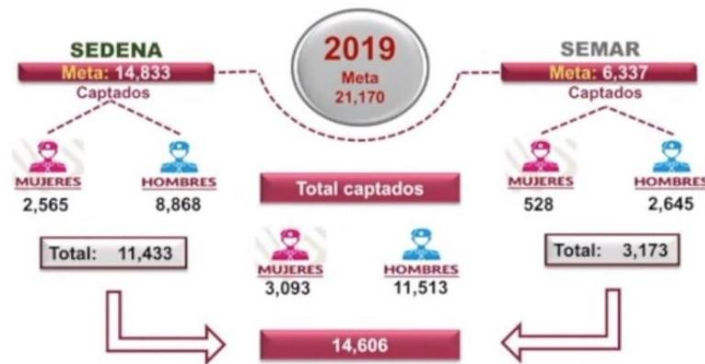 2019
Meta
21,170
SEDENA
Meta: 14,833
Captados
MUJERES
2,565
HOMBRES
8,868
Total: 11,433
SEMAR
Meta: 6,337
Captados
MUJERES
528
HOMBRES
2,645
Total: 3,173
Total captados
MUJERES
3,093
HOMBRES
11,513
14,606